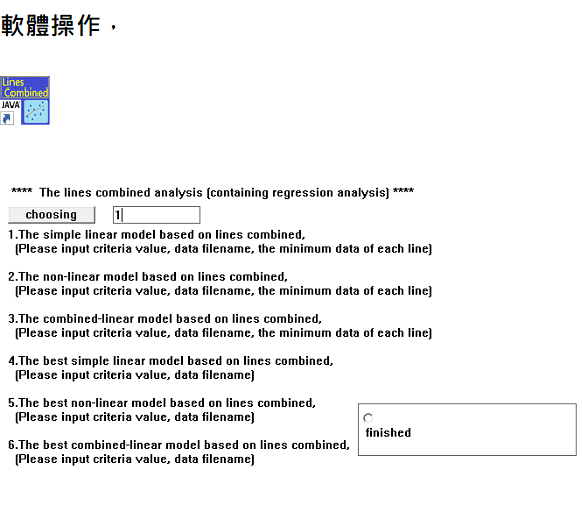 軟體操作，
Lines
Combined
JAVA
**** The lines combined analysis (containing regression analysis) ****
choosing
1
1.The simple linear model based on lines combined,
(Please input criteria value, data filename, the minimum data of each line)
2.The non-linear model based on lines combined,
(Please input criteria value, data filename, the minimum data of each line)
3.The combined-linear model based on lines combined,
(Please input criteria value, data filename, the minimum data of each line)
4.The best simple linear model based on lines combined,
(Please input criteria value, data filename)
5.The best non-linear model based on lines combined,
(Please input criteria value, data filename)
finished
6.The best combined-linear model based on lines combined,
(Please input criteria value, data filename)